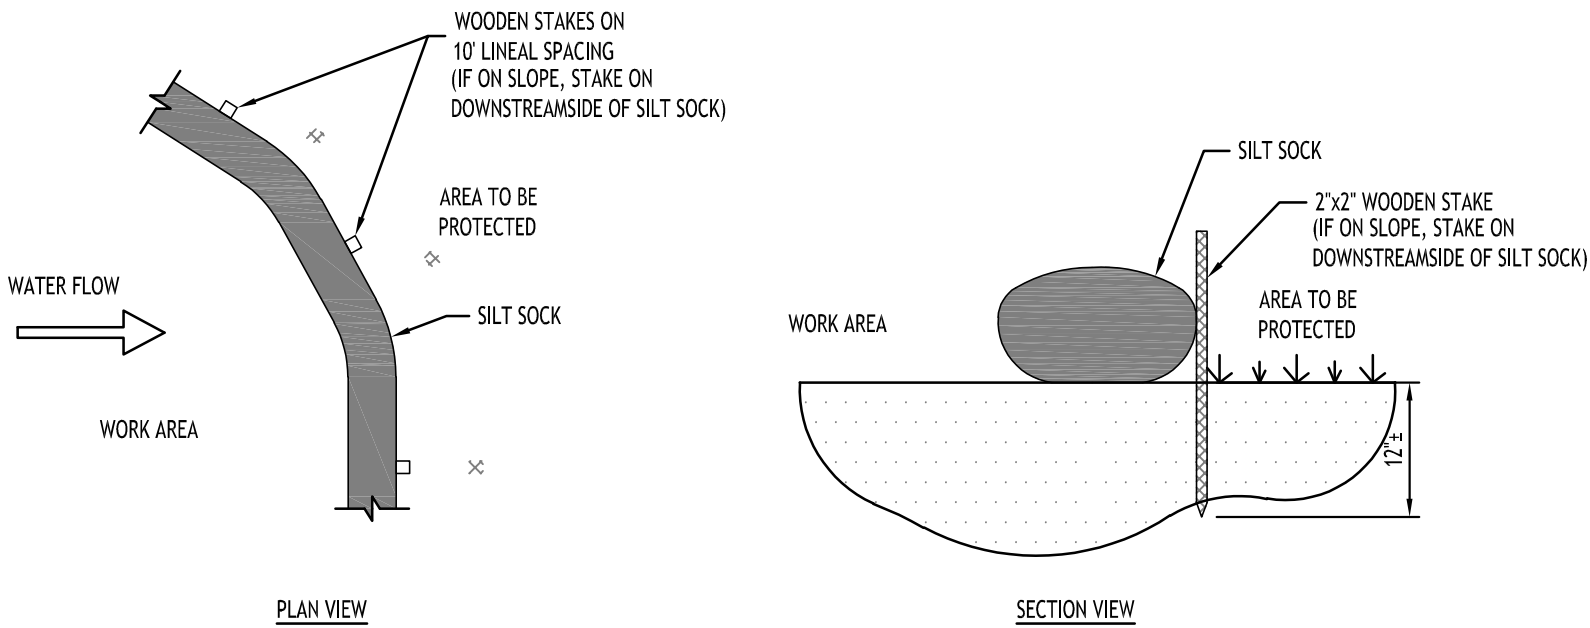 WOODEN STAKES ON
10' LINEAL SPACING
(IF ON SLOPE, STAKE ON
DOWNSTREAMSIDE OF SILT SOCK)
AREA TO BE
PROTECTED
WATER FLOW
SILT SOCK
WORK AREA
PLAN VIEW
SILT SOCK
2"x2" WOODEN STAKE
(IF ON SLOPE, STAKE ON
DOWNSTREAMSIDE OF SILT SOCK)
AREA TO BE
PROTECTED
WORK AREA
12"±
SECTION VIEW